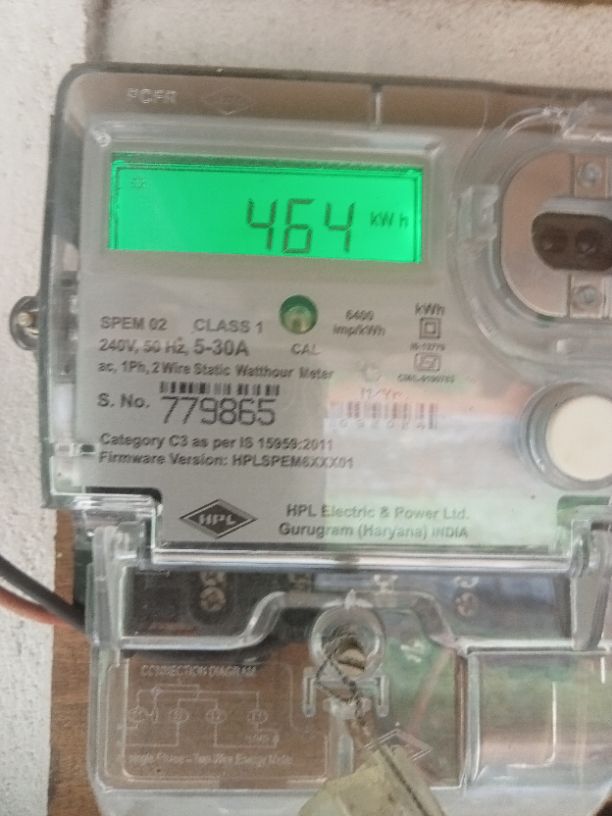 464 kWh
SPEM 02 CLASS 1
240V, 50 Hz, 5-30A
CAL
6400
imp/kWh
kWh
ac, 1Ph, 2 Wire Static Watthour Meter
S. No. 779865
M/Yr.
Category C3 as per IS 15959:2011
Firmware Version: HPLSPEM6XXX01
HPL
HPL Electric & Power Ltd.
Gurugram (Haryana) INDIA
CONNECTION DIAGRAM